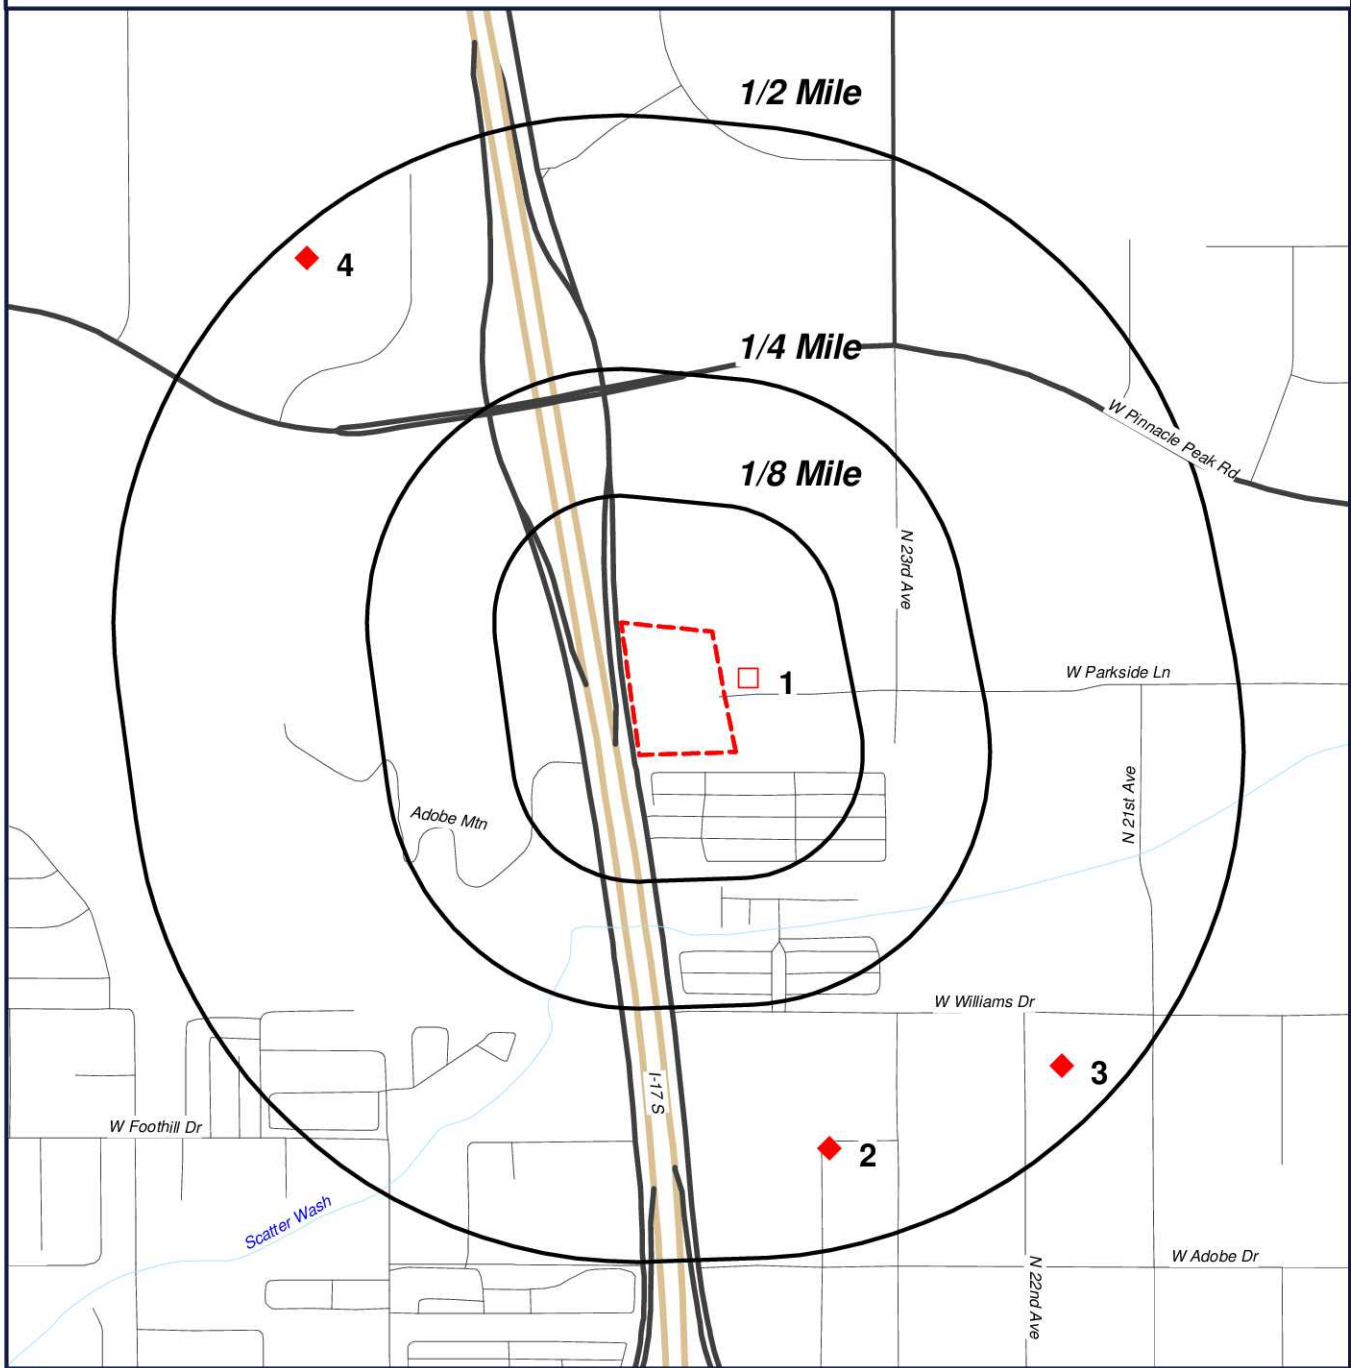 1/2 Mile
4
1/4 Mile
W Pinnacle Peak Rd
1/8 Mile
N 23rd Ave
1
W Parkside Ln
N 21st Ave
Adobe Mtn
W Williams Dr
3
I-17 S
W Foothill Dr
2
Scatter Wash
W Adobe Dr
N 22nd Ave